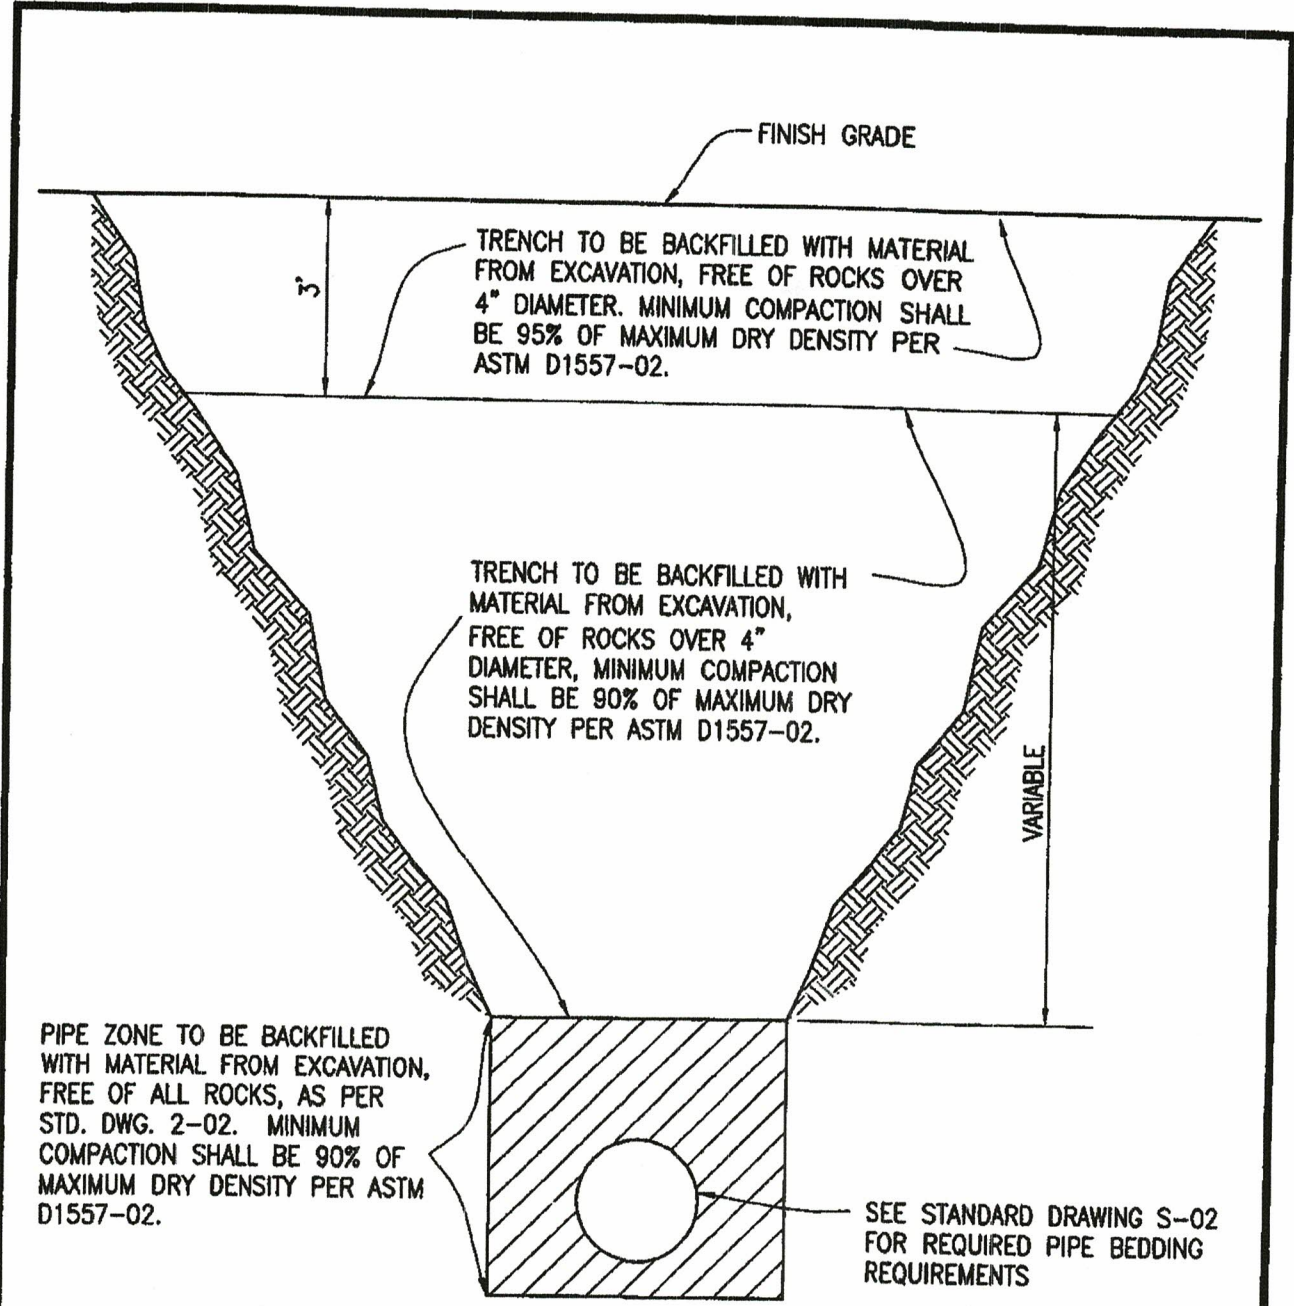 FINISH GRADE
3'
TRENCH TO BE BACKFILLED WITH MATERIAL
FROM EXCAVATION, FREE OF ROCKS OVER
4" DIAMETER. MINIMUM COMPACTION SHALL
BE 95% OF MAXIMUM DRY DENSITY PER
ASTM D1557-02.
TRENCH TO BE BACKFILLED WITH
MATERIAL FROM EXCAVATION,
FREE OF ROCKS OVER 4"
DIAMETER, MINIMUM COMPACTION
SHALL BE 90% OF MAXIMUM DRY
DENSITY PER ASTM D1557-02.
VARIABLE
PIPE ZONE TO BE BACKFILLED
WITH MATERIAL FROM EXCAVATION,
FREE OF ALL ROCKS, AS PER
STD. DWG. 2-02. MINIMUM
COMPACTION SHALL BE 90% OF
MAXIMUM DRY DENSITY PER ASTM
D1557-02.
SEE STANDARD DRAWING S-02
FOR REQUIRED PIPE BEDDING
REQUIREMENTS